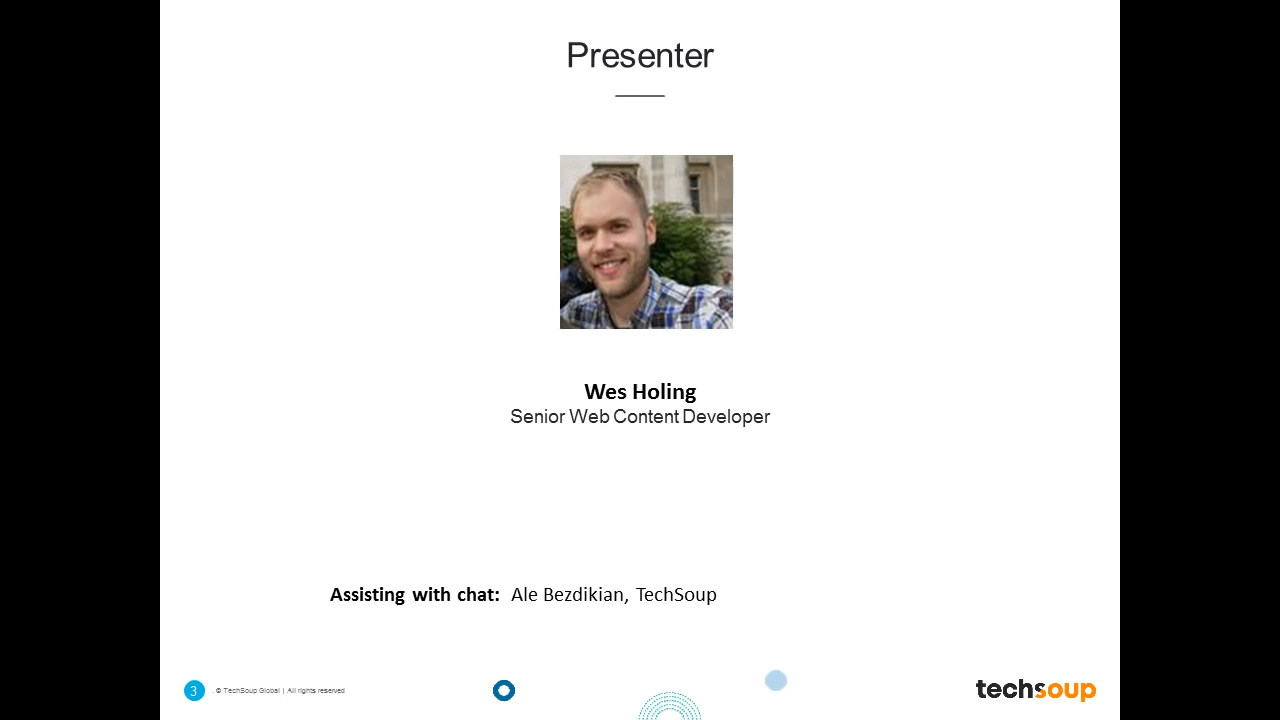 Presenter
Wes Holing
Senior Web Content Developer
Assisting with chat: Ale Bezdikian, TechSoup
3 . © TechSoup Global | All rights reserved
techsoup